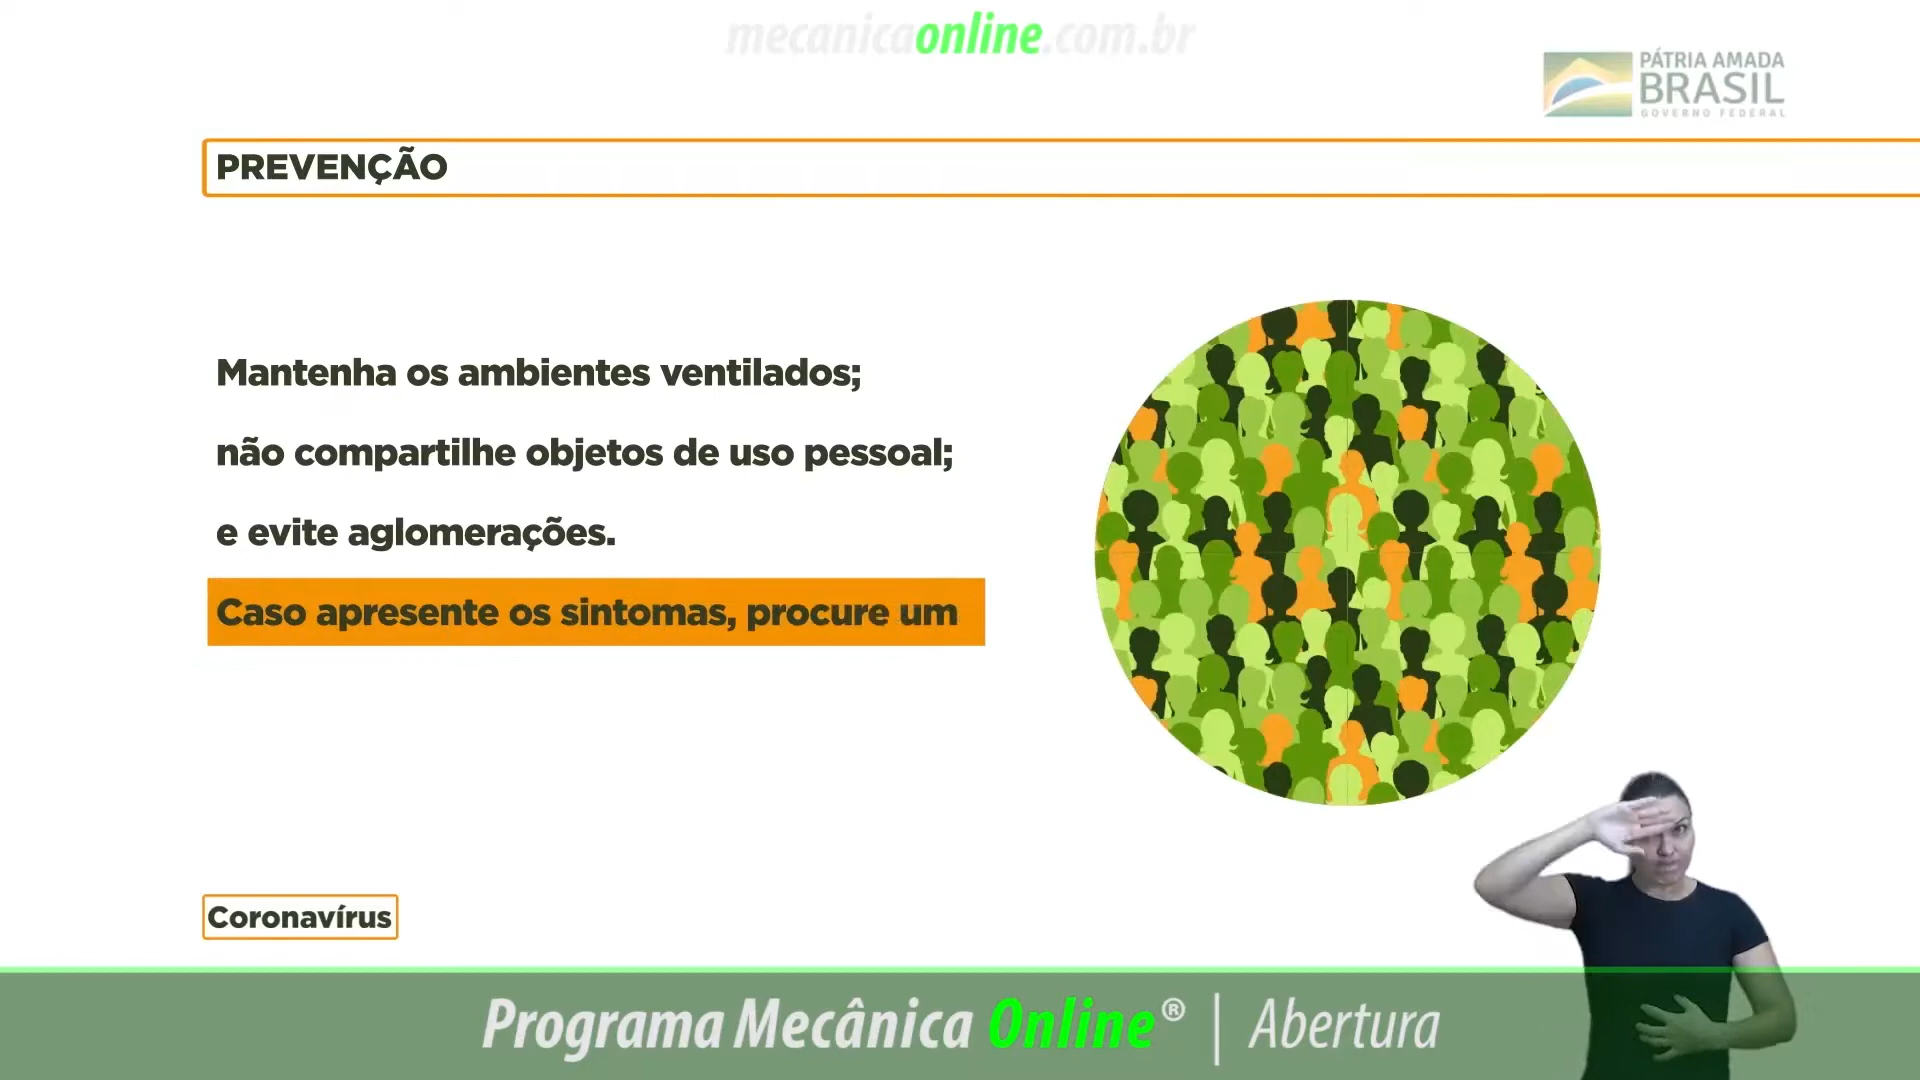 mecanicaonline.com.br
PÁTRIA AMADA
BRASIL
GOVERNO FEDERAL
PREVENÇÃO
Mantenha os ambientes ventilados;
não compartilhe objetos de uso pessoal;
e evite aglomerações.
Caso apresente os sintomas, procure um
Coronavírus
Programa Mecânica Online® | Abertura